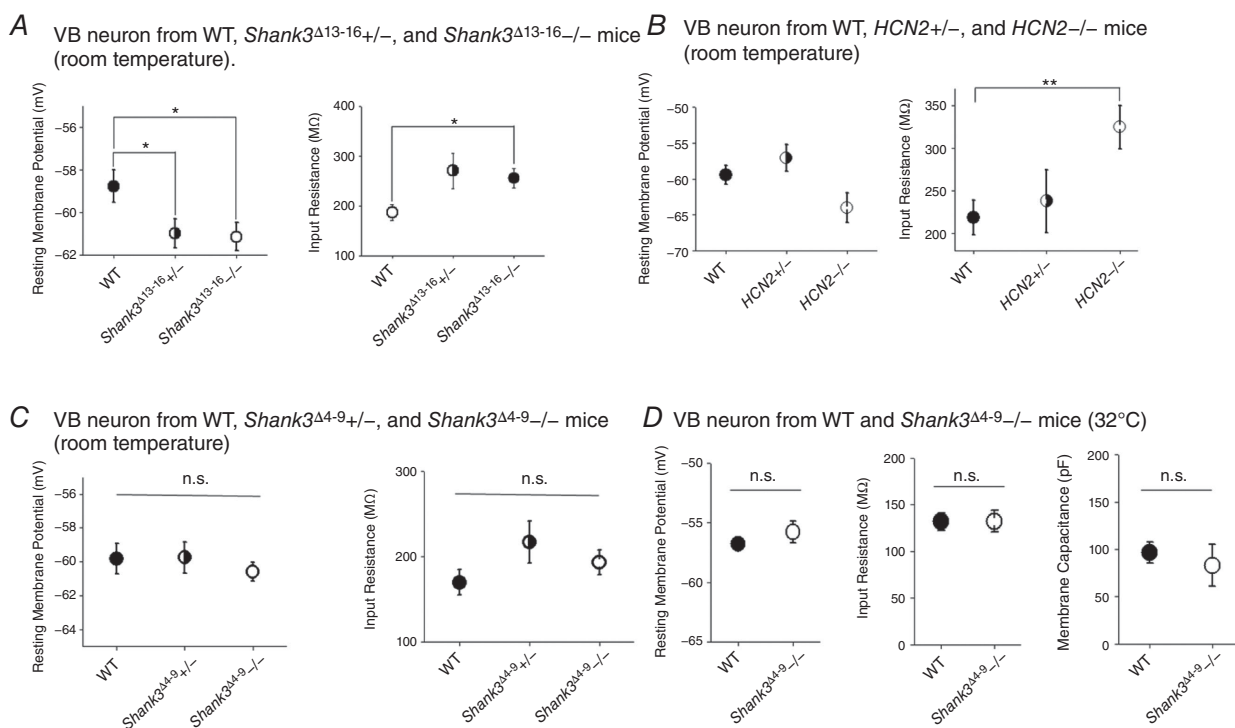 A VB neuron from WT, Shank3Δ13-16+/–, and Shank3Δ13-16–/– mice
(room temperature).
Resting Membrane Potential (mV)
–56
–58
–60
–62
*
*
WT
Shank3Δ13-16+/–
Shank3Δ13-16–/–
Input Resistance (MΩ)
400
300
200
100
*
WT
Shank3Δ13-16+/–
Shank3Δ13-16–/–
B VB neuron from WT, HCN2+/–, and HCN2–/– mice
(room temperature)
Resting Membrane Potential (mV)
–50
–55
–60
–65
–70
WT
HCN2+/–
HCN2–/–
Input Resistance (MΩ)
350
300
250
200
**
WT
HCN2+/–
HCN2–/–
C VB neuron from WT, Shank3Δ4-9+/–, and Shank3Δ4-9–/– mice
(room temperature)
Resting Membrane Potential (mV)
–56
–58
–60
–62
–64
n.s.
WT
Shank3Δ4-9+/–
Shank3Δ4-9–/–
Input Resistance (MΩ)
300
200
100
n.s.
WT
Shank3Δ4-9+/–
Shank3Δ4-9–/–
D VB neuron from WT and Shank3Δ4-9–/– mice (32°C)
Resting Membrane Potential (mV)
–50
–55
–60
–65
n.s.
WT
Shank3Δ4-9–/–
Input Resistance (MΩ)
200
150
100
50
0
n.s.
WT
Shank3Δ4-9–/–
Membrane Capacitance (pF)
200
150
100
50
0
n.s.
WT
Shank3Δ4-9–/–